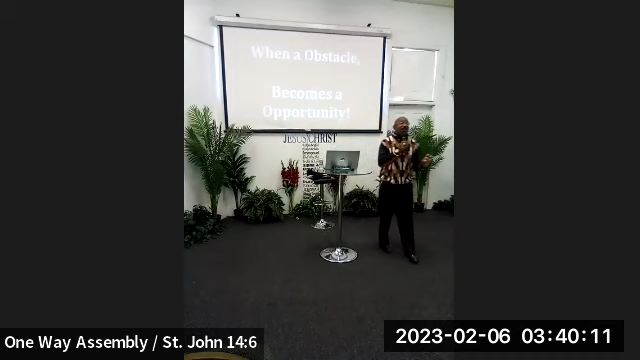 When a Obstacle,
Becomes a
Opportunity!
JESUS CHRIST
One Way Assembly / St. John 14:6
2023-02-06 03:40:11